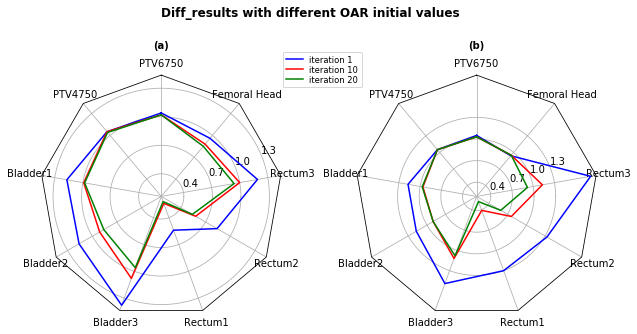 Diff_results with different OAR initial values
(a)
PTV6750
Femoral Head
Rectum3
Rectum2
Rectum1
Bladder3
Bladder2
Bladder1
PTV4750
0.4
0.7
1.0
1.3
iteration 1
iteration 10
iteration 20
(b)
PTV6750
Femoral Head
Rectum3
Rectum2
Rectum1
Bladder3
Bladder2
Bladder1
PTV4750
0.4
0.7
1.0
1.3